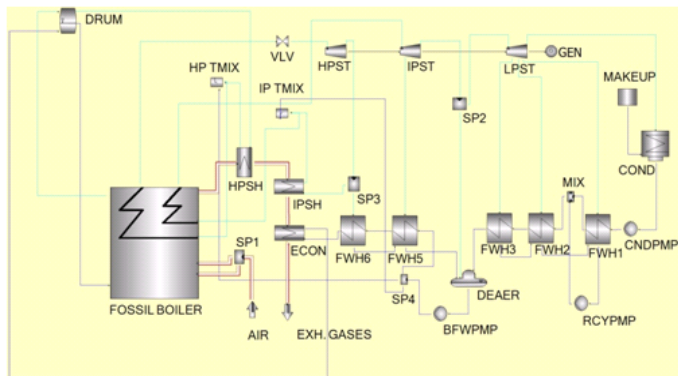 DRUM
VLV
HPST
IPST
LPST
GEN
HP TMIX
IP TMIX
MAKEUP
SP2
COND
HPSH
IPSH
SP3
MIX
SP1
ECON
FWH6
FWH5
FWH3
FWH2
FWH1
CNDPMP
SP4
DEAER
FOSSIL BOILER
AIR
EXH. GASES
BFWPMP
RCYPMP